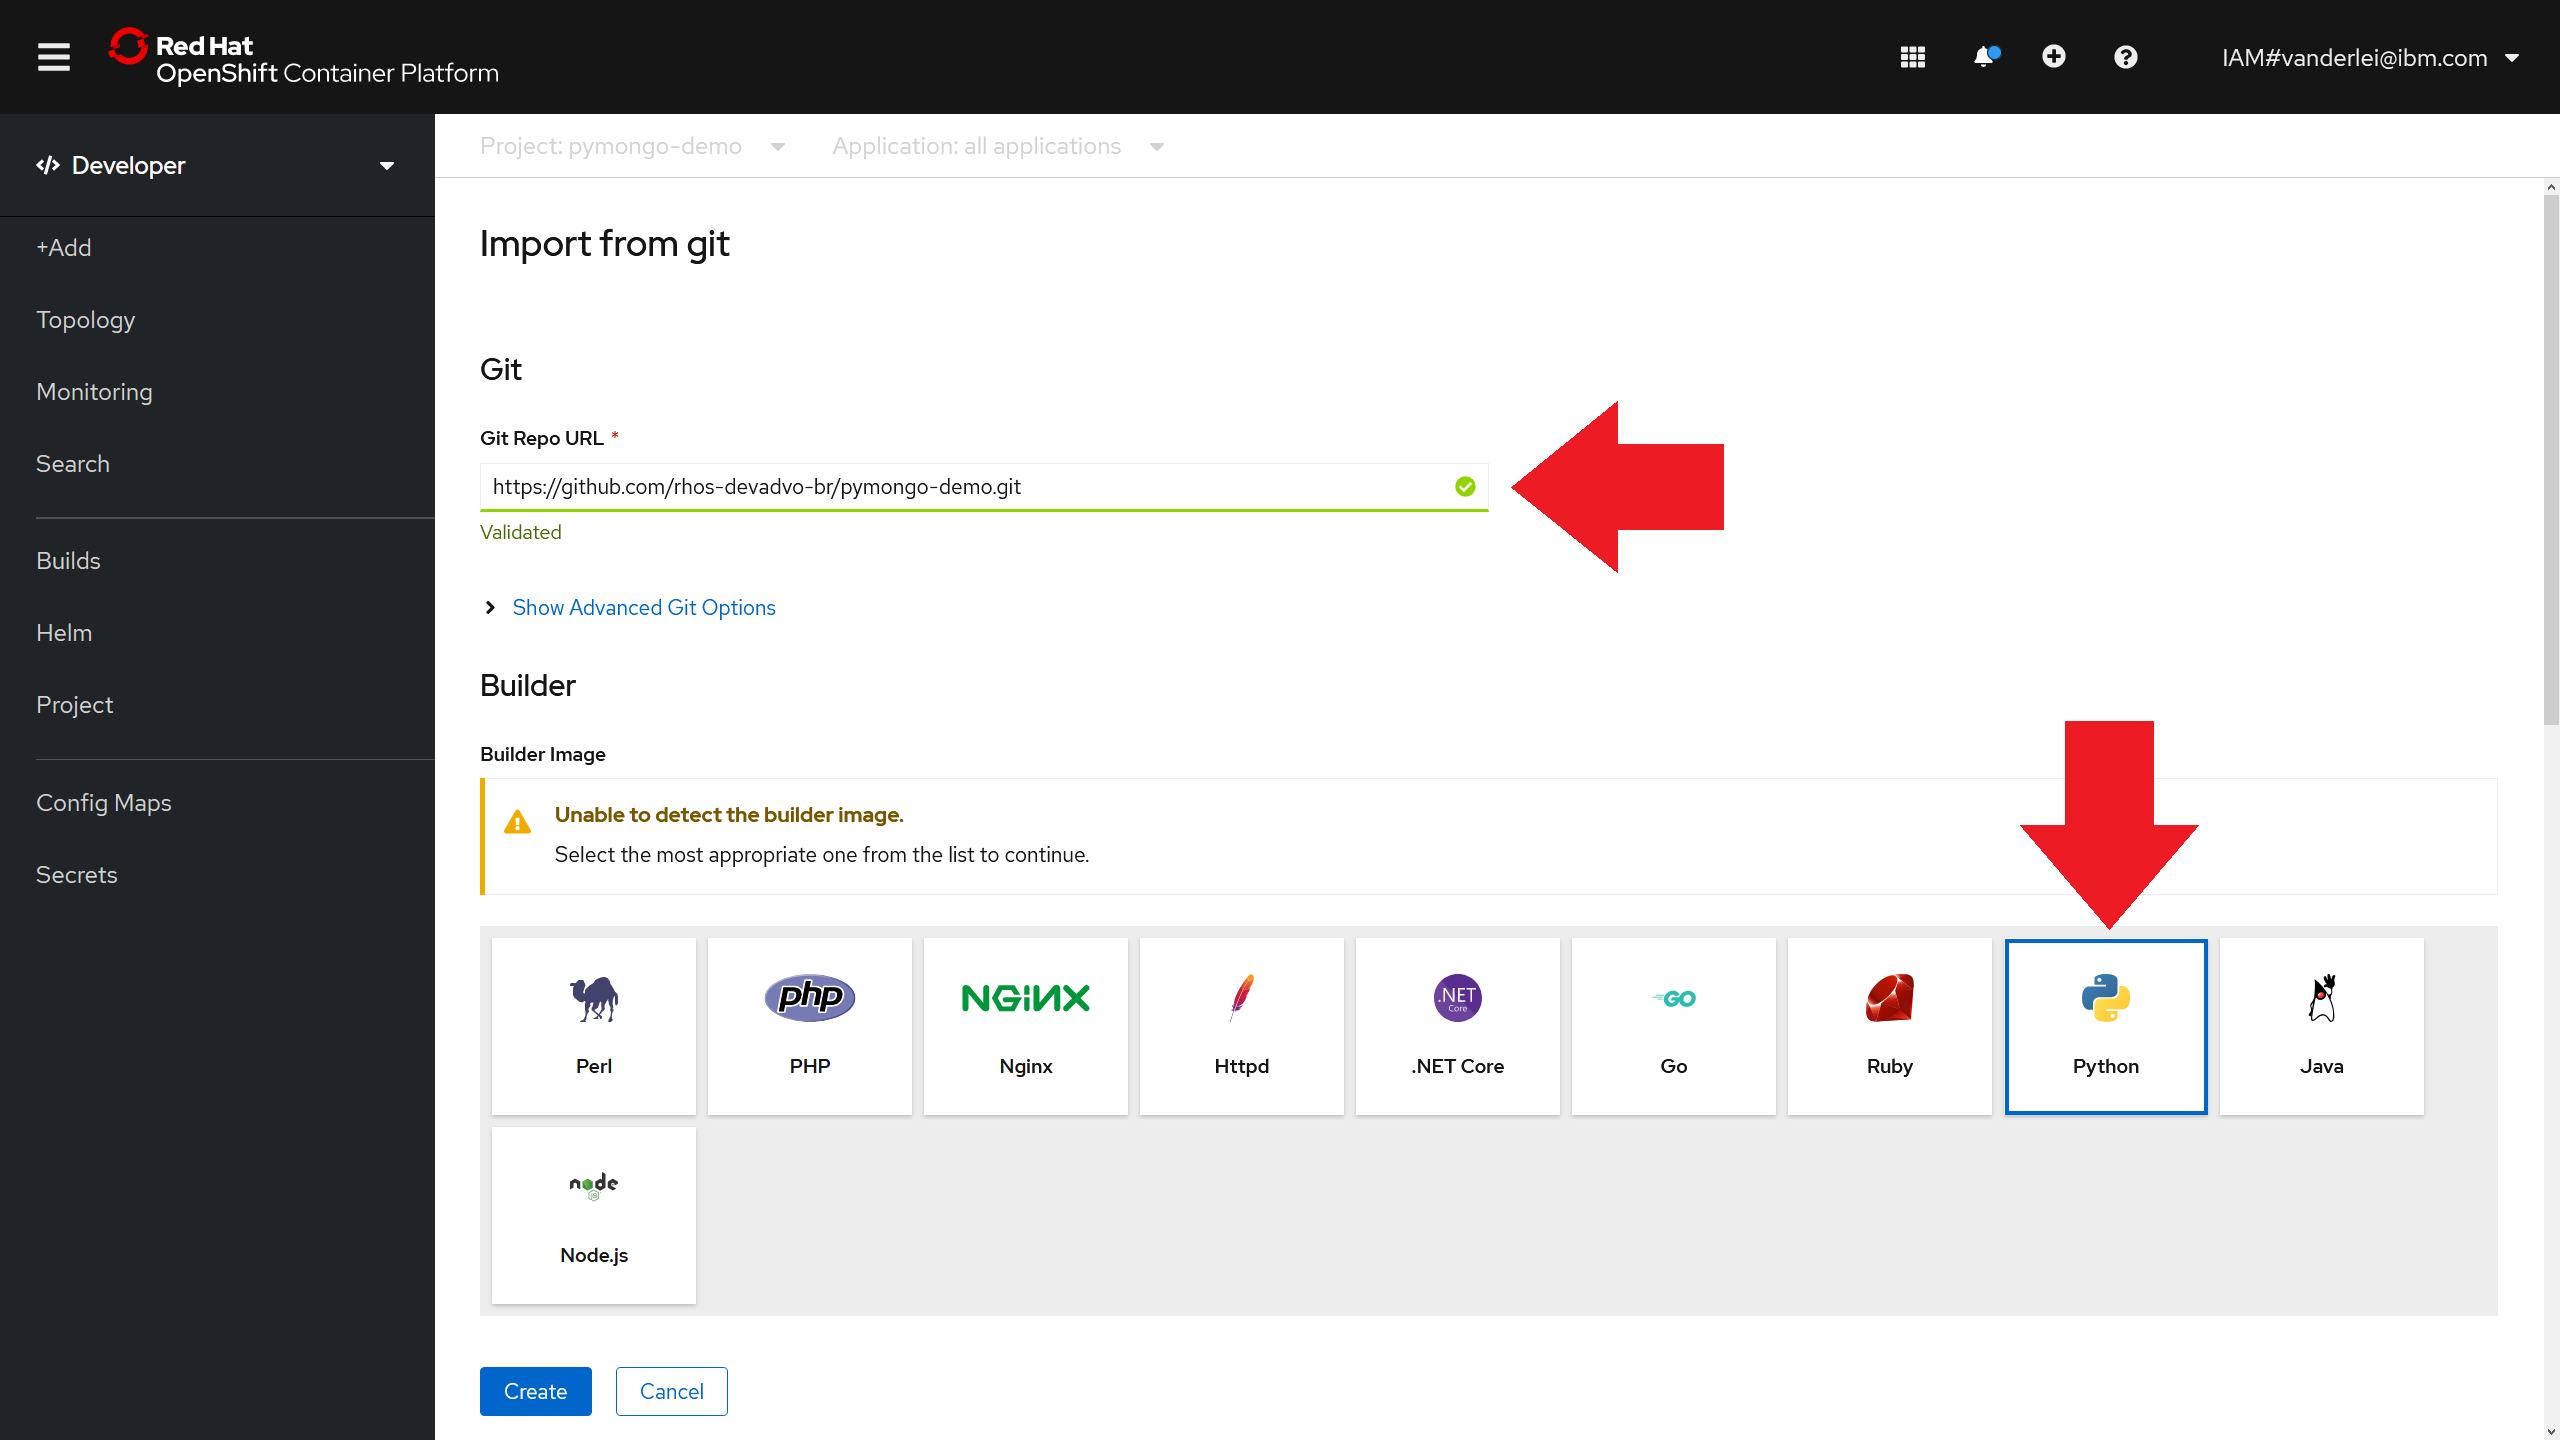 Red Hat
OpenShift Container Platform
IAM#vanderlei@ibm.com
Developer
+Add
Topology
Monitoring
Search
Builds
Helm
Project
Config Maps
Secrets
Project: pymongo-demo
Application: all applications
Import from git
Git
Git Repo URL *
https://github.com/rhos-devadvo-br/pymongo-demo.git
Validated
Show Advanced Git Options
Builder
Builder Image
Unable to detect the builder image.
Select the most appropriate one from the list to continue.
php
NGINX
.NET
Core
GO
Perl
PHP
Nginx
Httpd
.NET Core
Go
Ruby
Python
Java
node
JS
Node.js
Create
Cancel